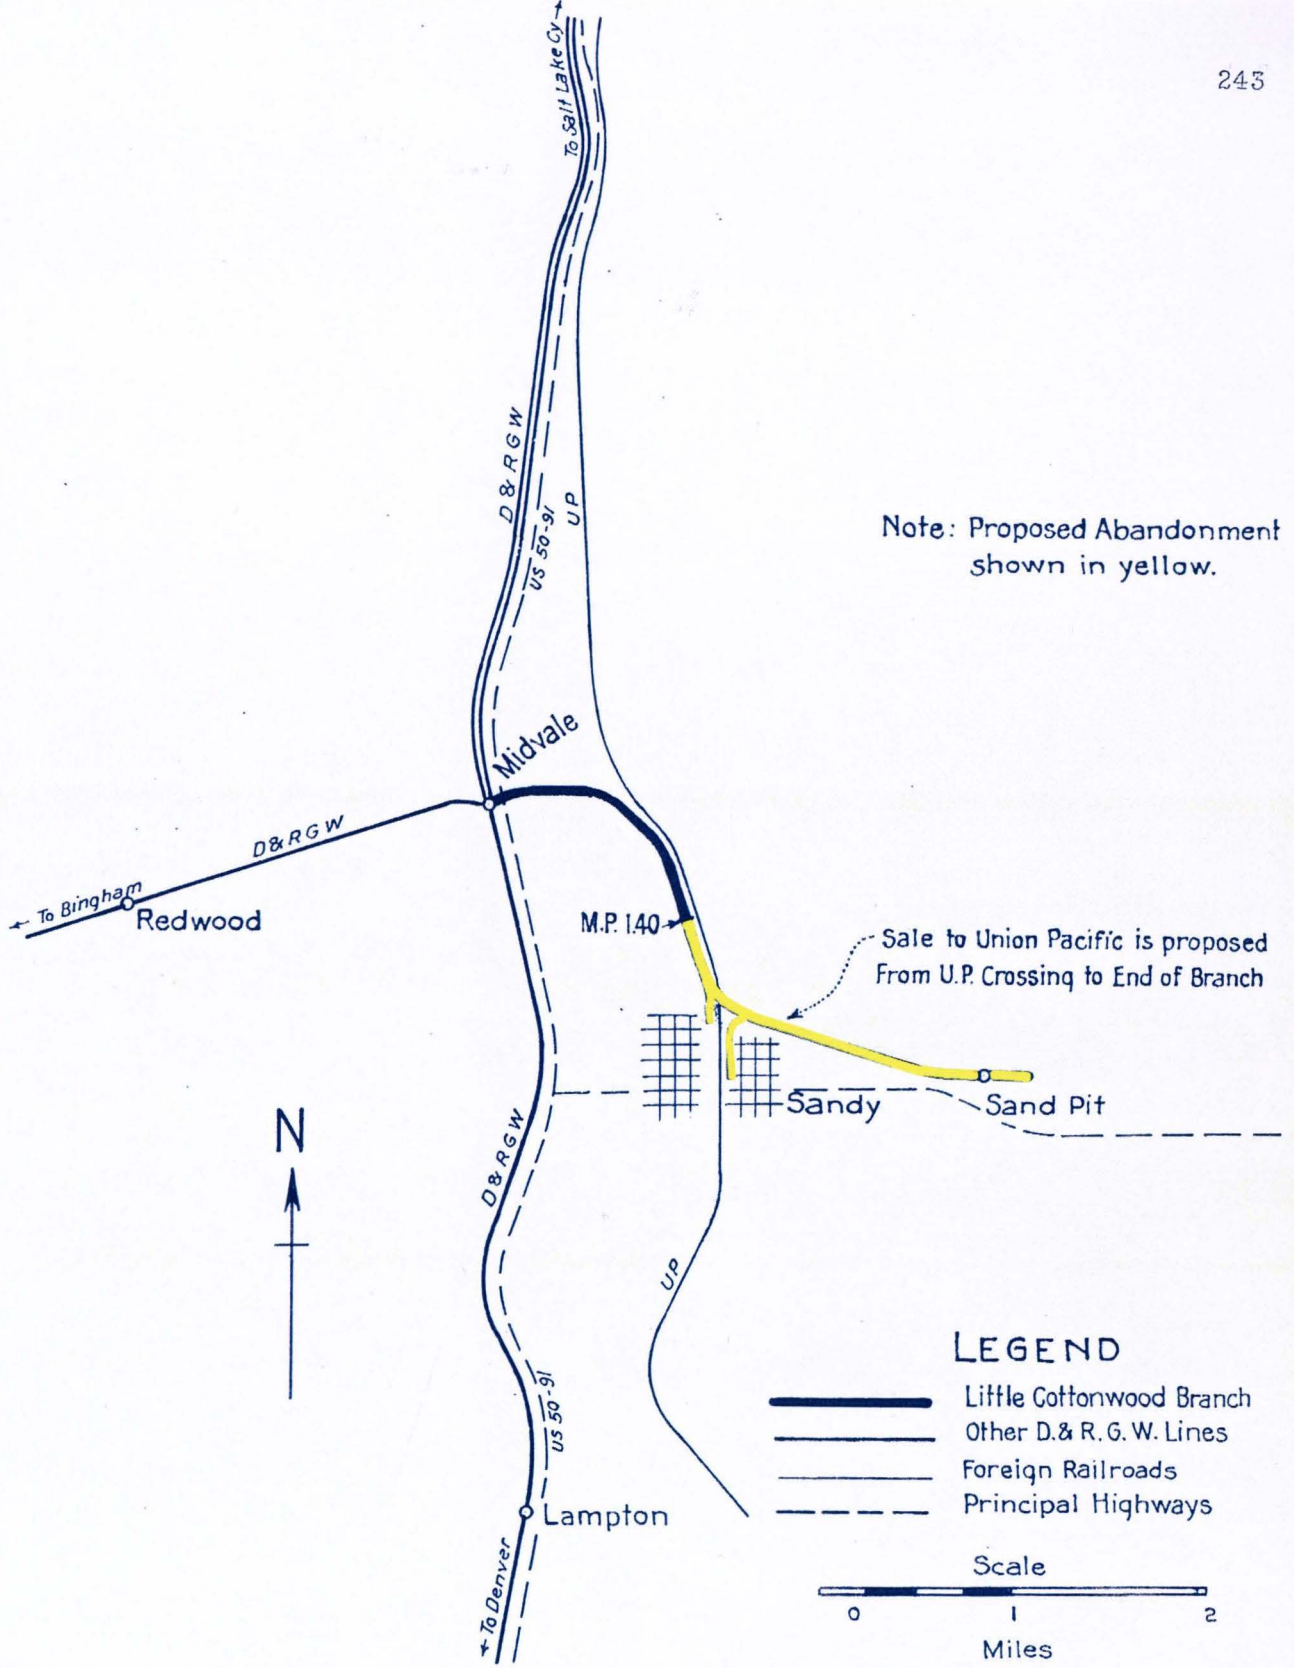 243
To Salt Lake Cy
D & RGW
US 50-91
UP
Note: Proposed Abandonment
shown in yellow.
Midvale
D&RGW
To Bingham
Redwood
M.P. 1.40
Sale to Union Pacific is proposed
From U.P. Crossing to End of Branch
Sandy
Sand Pit
N
D&RGW
UP
US 50-91
Lampton
To Denver
LEGEND
Little Cottonwood Branch
Other D.& R.G.W. Lines
Foreign Railroads
Principal Highways
Scale
0 1 2
Miles